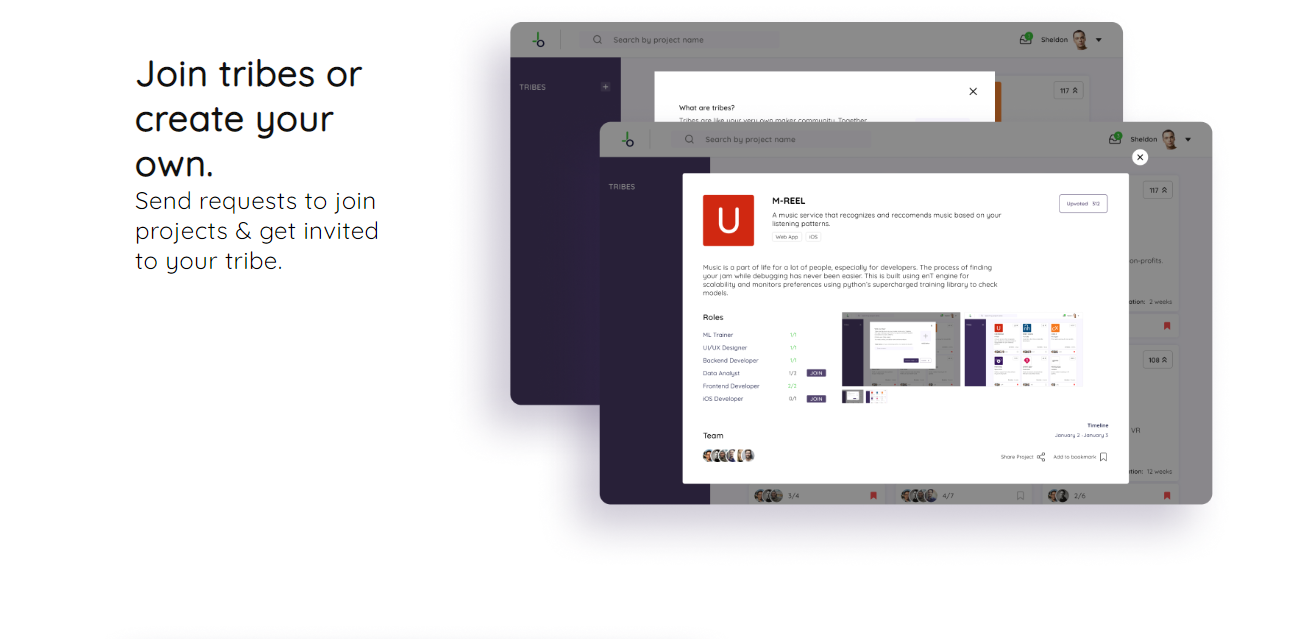 Join tribes or
create your
own.
Send requests to join
projects & get invited
to your tribe.
Search by project name
Sheldon
TRIBES
+
117
What are tribes?
Tribes are like your very own maker community. Together
Search by project name
Sheldon
TRIBES
117
M-REEL
Upvoted 512
A music service that recognizes and reccomends music based on your
listening patterns.
Web App iOS
on-profits.
Music is a part of life for a lot of people, especially for developers. The process of finding
your jam while debugging has never been easier. This is built using enT engine for
scalability and monitors preferences using python's supercharged training library to check
models.
ation: 2 weeks
Roles
ML Trainer 1/1
UI/UX Designer 1/1
Backend Developer 1/1
Data Analyst 1/3 JOIN
Frontend Developer 2/2
iOS Developer 0/1 JOIN
108
Timeline
January 2 - January 3
VR
Team
Share Project
Add to bookmark
tion: 12 weeks
3/4
4/7
2/6